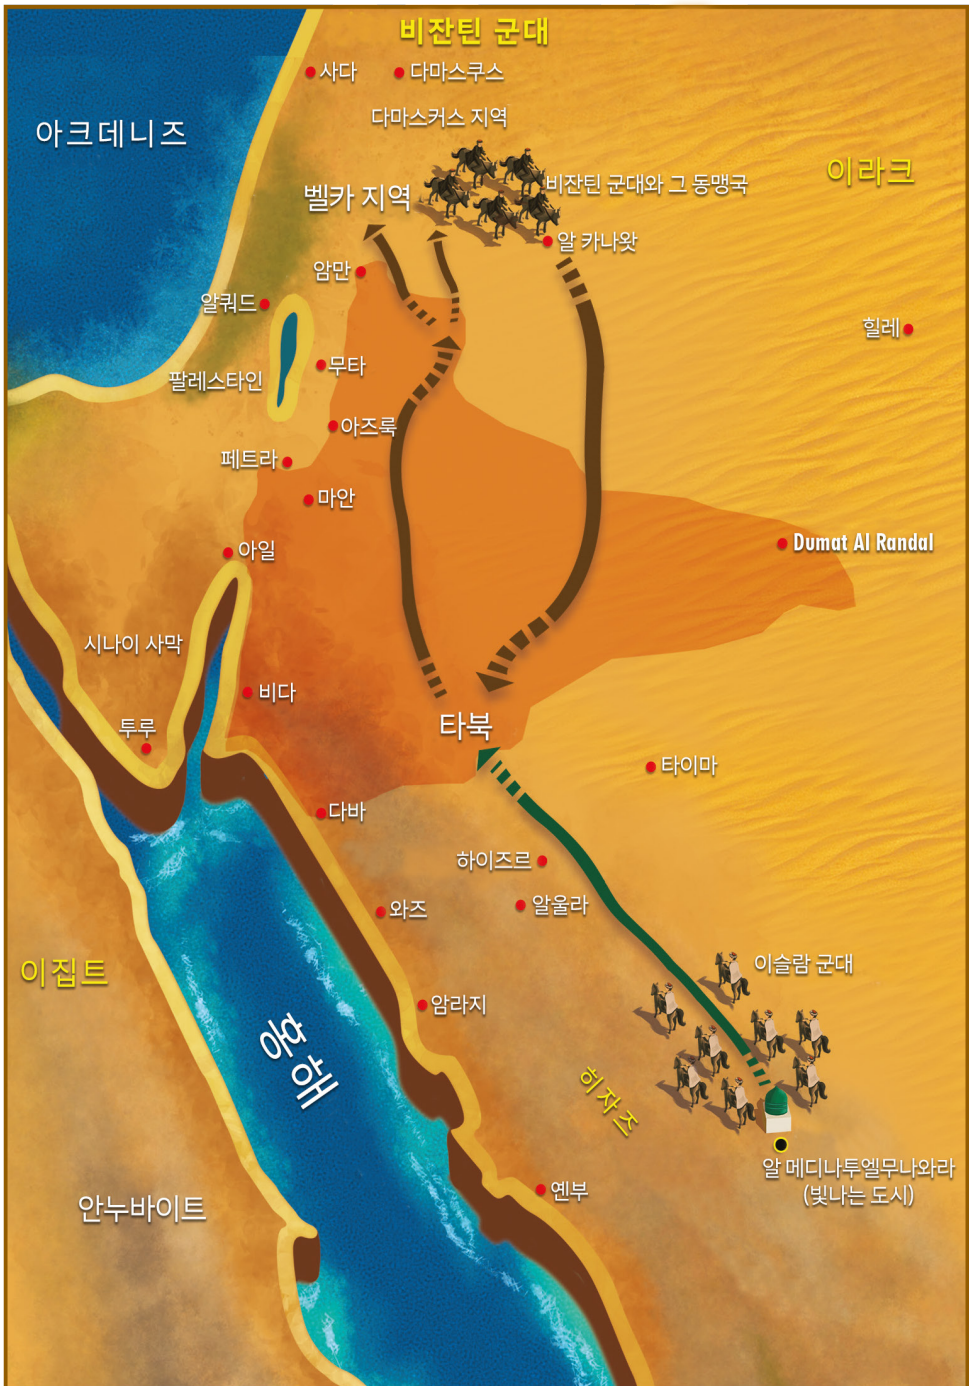 비잔틴 군대
사다
다마스쿠스
다마스커스 지역
아크데니즈
이라크
벨카 지역
비잔틴 군대와 그 동맹국
알 카나왓
암만
알쿼드
힐레
무타
팔레스타인
아즈룩
페트라
마안
Dumat Al Randal
아일
시나이 사막
비다
투루
타북
타이마
다바
하이즈르
알울라
와즈
이슬람 군대
이집트
암라지
홍해
히자즈
알 메디나투엘무나와라
(빛나는 도시)
옌부
안누바이트